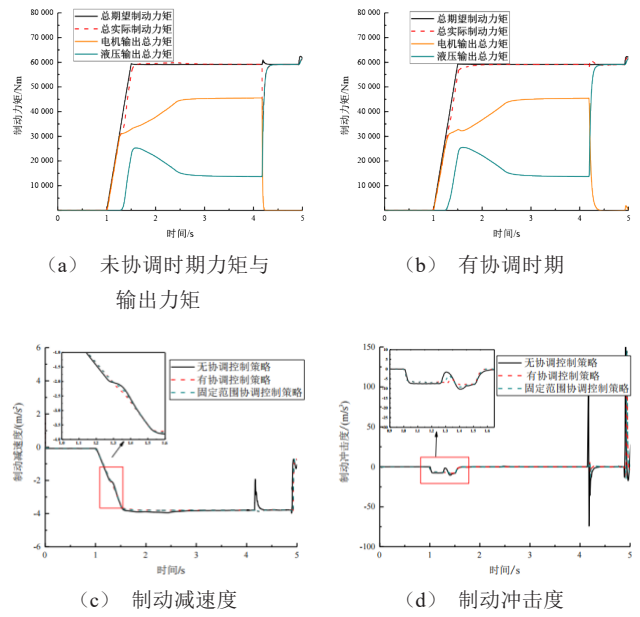 总期望制动力矩
总实际制动力矩
电机输出总力矩
液压输出总力矩
制动力矩/Nm
80 000
70 000
60 000
50 000
40 000
30 000
20 000
10 000
0 1 2 3 4 5
时间/s
(a) 未协调时期力矩与
输出力矩
总期望制动力矩
总实际制动力矩
电机输出总力矩
液压输出总力矩
制动力矩/Nm
80 000
70 000
60 000
50 000
40 000
30 000
20 000
10 000
0 1 2 3 4 5
时间/s
(b) 有协调时期
无协调控制策略
有协调控制策略
固定范围协调控制策略
制动减速度/(m/s²)
6
4
2
0
-2
-4
-6
0 1 2 3 4 5
时间/s
(c) 制动减速度
无协调控制策略
有协调控制策略
固定范围协调控制策略
制动冲击度/(m/s³)
150
100
50
0
-50
-100
0 1 2 3 4 5
时间/s
(d) 制动冲击度